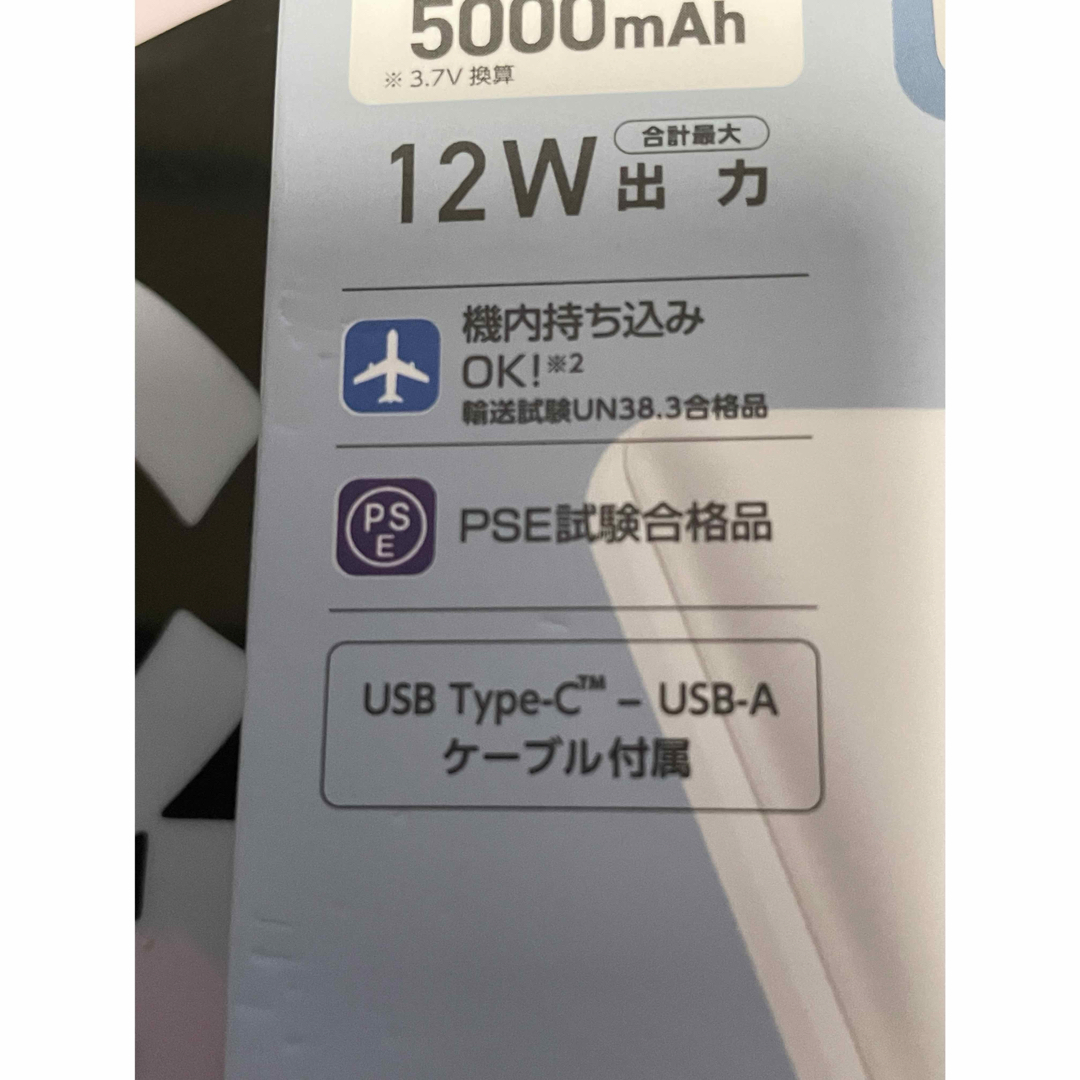 5000mAh
※ 3.7V 換算
12W 合計最大
出 力
機内持ち込み
OK!※2
輸送試験UN38.3合格品
PS
E
PSE試験合格品
USB Type-C™ – USB-A
ケーブル付属